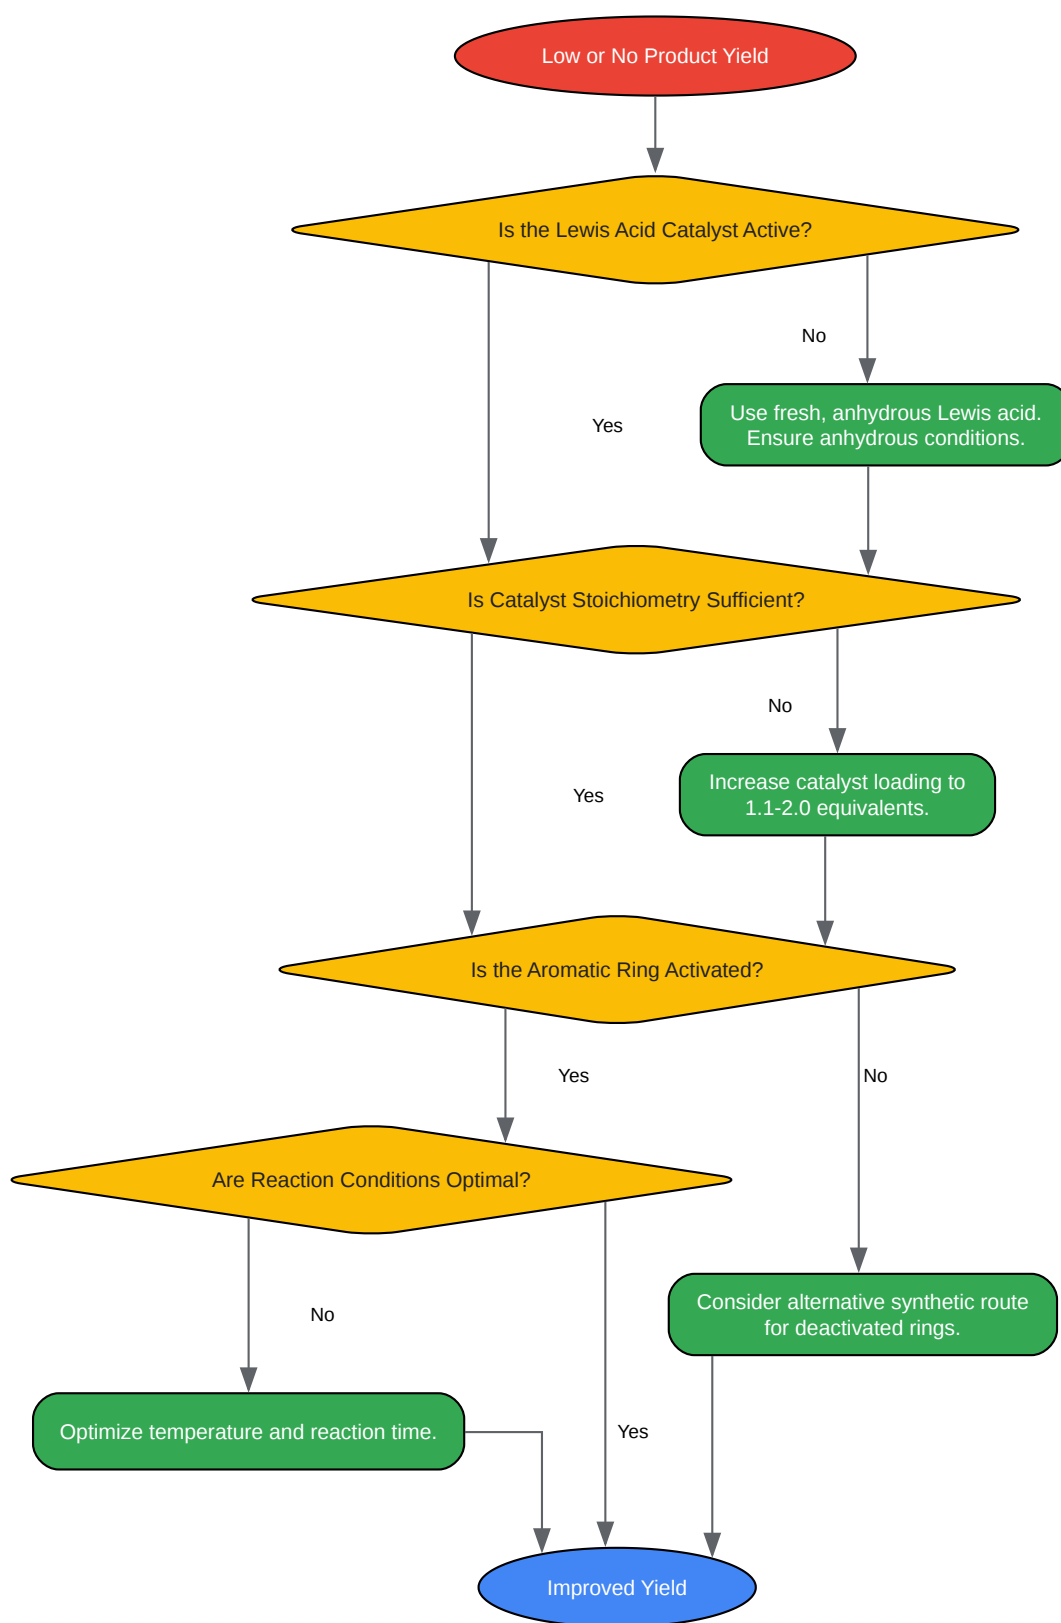 Low or No Product Yield
Is the Lewis Acid Catalyst Active?
No
Yes
Use fresh, anhydrous Lewis acid.
Ensure anhydrous conditions.
Is Catalyst Stoichiometry Sufficient?
No
Yes
Increase catalyst loading to
1.1-2.0 equivalents.
Is the Aromatic Ring Activated?
Yes
No
Are Reaction Conditions Optimal?
No
Consider alternative synthetic route
for deactivated rings.
Optimize temperature and reaction time.
Yes
Improved Yield